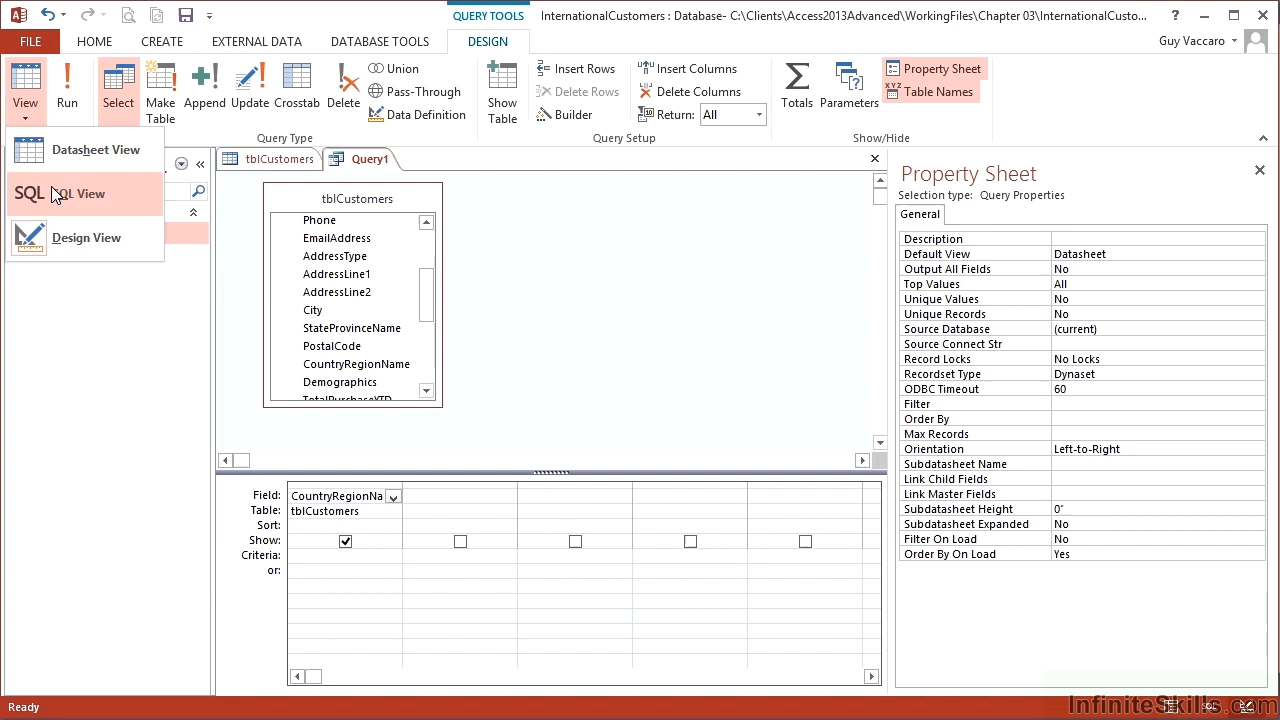 QUERY TOOLS
InternationalCustomers : Database- C:\Clients\Access2013Advanced\WorkingFiles\Chapter 03\InternationalCusto...
?
FILE
HOME
CREATE
EXTERNAL DATA
DATABASE TOOLS
DESIGN
Guy Vaccaro
View
Run
Select
Make Table
Append
Update
Crosstab
Delete
Union
Pass-Through
Data Definition
Query Type
Show Table
Insert Rows
Delete Rows
Builder
Insert Columns
Delete Columns
Return: All
Query Setup
Totals
Parameters
Property Sheet
Table Names
Show/Hide
Datasheet View
SQL
QL View
Design View
tblCustomers
Query1
tblCustomers
Phone
EmailAddress
AddressType
AddressLine1
AddressLine2
City
StateProvinceName
PostalCode
CountryRegionName
Demographics
TotalPurchaseYTD
Field: CountryRegionNa
Table: tblCustomers
Sort:
Show:
Criteria:
or:
Property Sheet
Selection type: Query Properties
General
Description
Default View Datasheet
Output All Fields No
Top Values All
Unique Values No
Unique Records No
Source Database (current)
Source Connect Str
Record Locks No Locks
Recordset Type Dynaset
ODBC Timeout 60
Filter
Order By
Max Records
Orientation Left-to-Right
Subdatasheet Name
Link Child Fields
Link Master Fields
Subdatasheet Height 0"
Subdatasheet Expanded No
Filter On Load No
Order By On Load Yes
Ready
SQL
InfiniteSkills.com